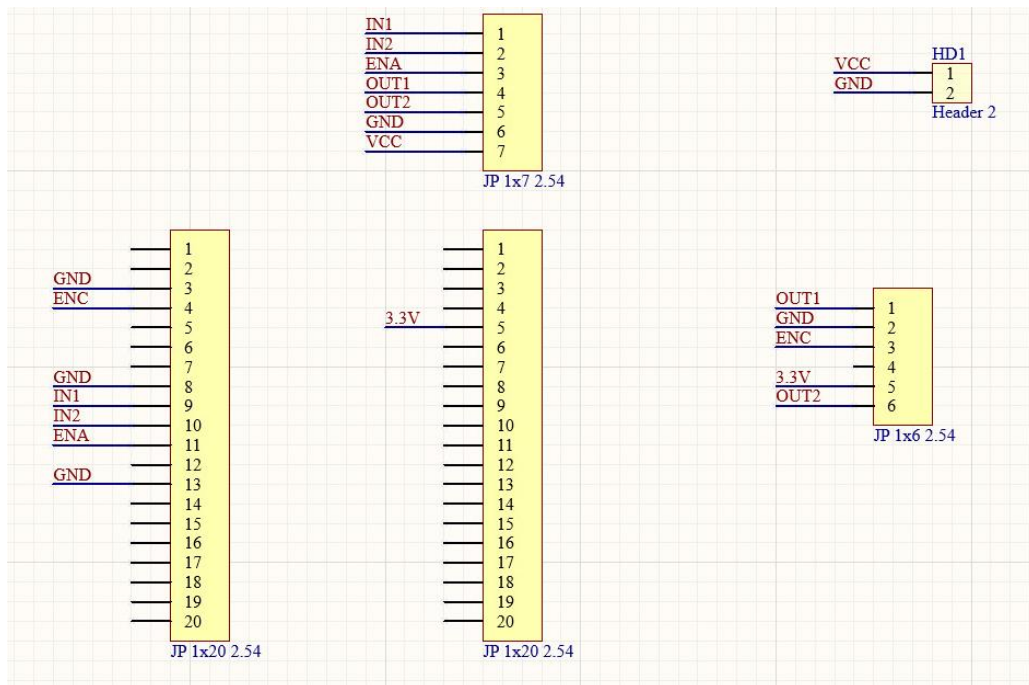 IN1
1
IN2
2
ENA
3
OUT1
4
OUT2
5
GND
6
VCC
7
JP 1x7 2.54
HD1
VCC
1
GND
2
Header 2
1
2
GND
3
ENC
4
5
6
7
GND
8
IN1
9
IN2
10
ENA
11
12
GND
13
14
15
16
17
18
19
20
JP 1x20 2.54
1
2
3
4
3.3V
5
6
7
8
9
10
11
12
13
14
15
16
17
18
19
20
JP 1x20 2.54
OUT1
1
GND
2
ENC
3
4
3.3V
5
OUT2
6
JP 1x6 2.54